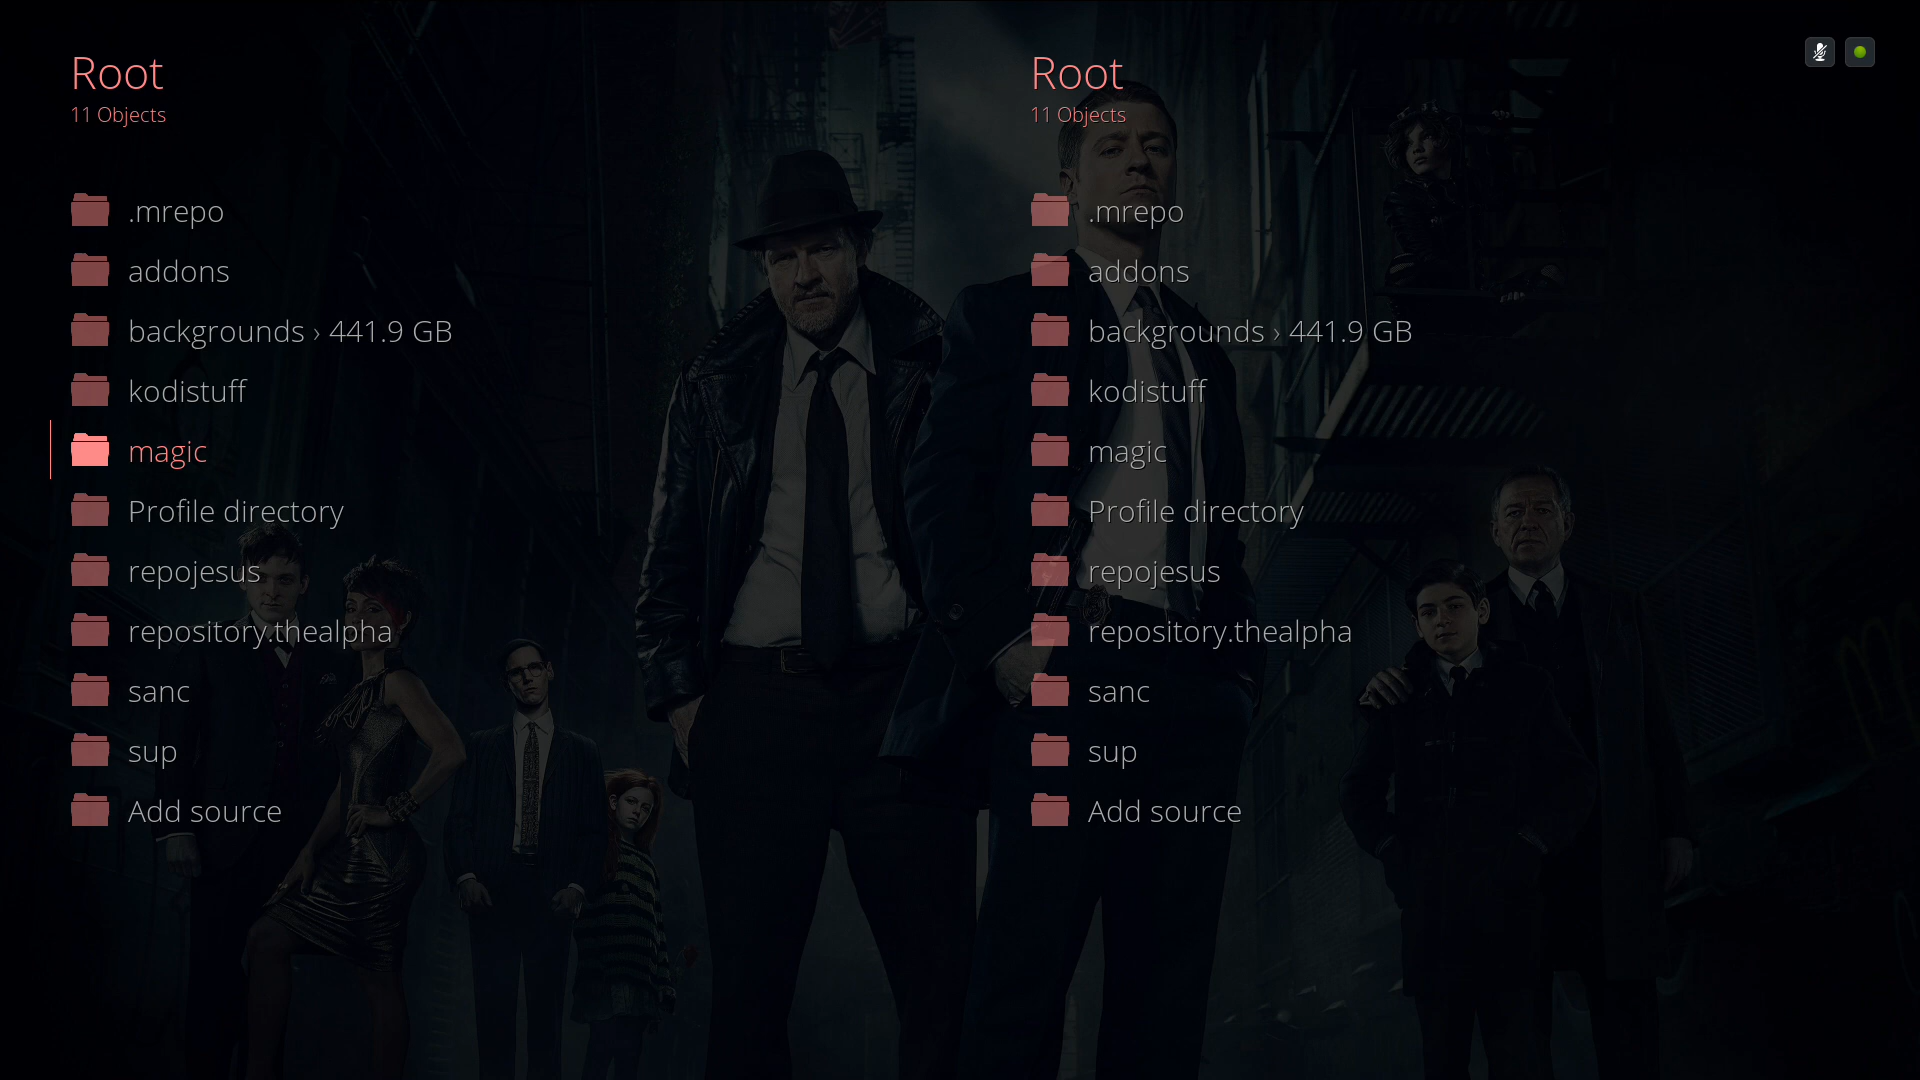 Root
11 Objects
.mrepo
addons
backgrounds › 441.9 GB
kodistuff
magic
Profile directory
repojesus
repository.thealpha
sanc
sup
Add source
Root
11 Objects
.mrepo
addons
backgrounds › 441.9 GB
kodistuff
magic
Profile directory
repojesus
repository.thealpha
sanc
sup
Add source